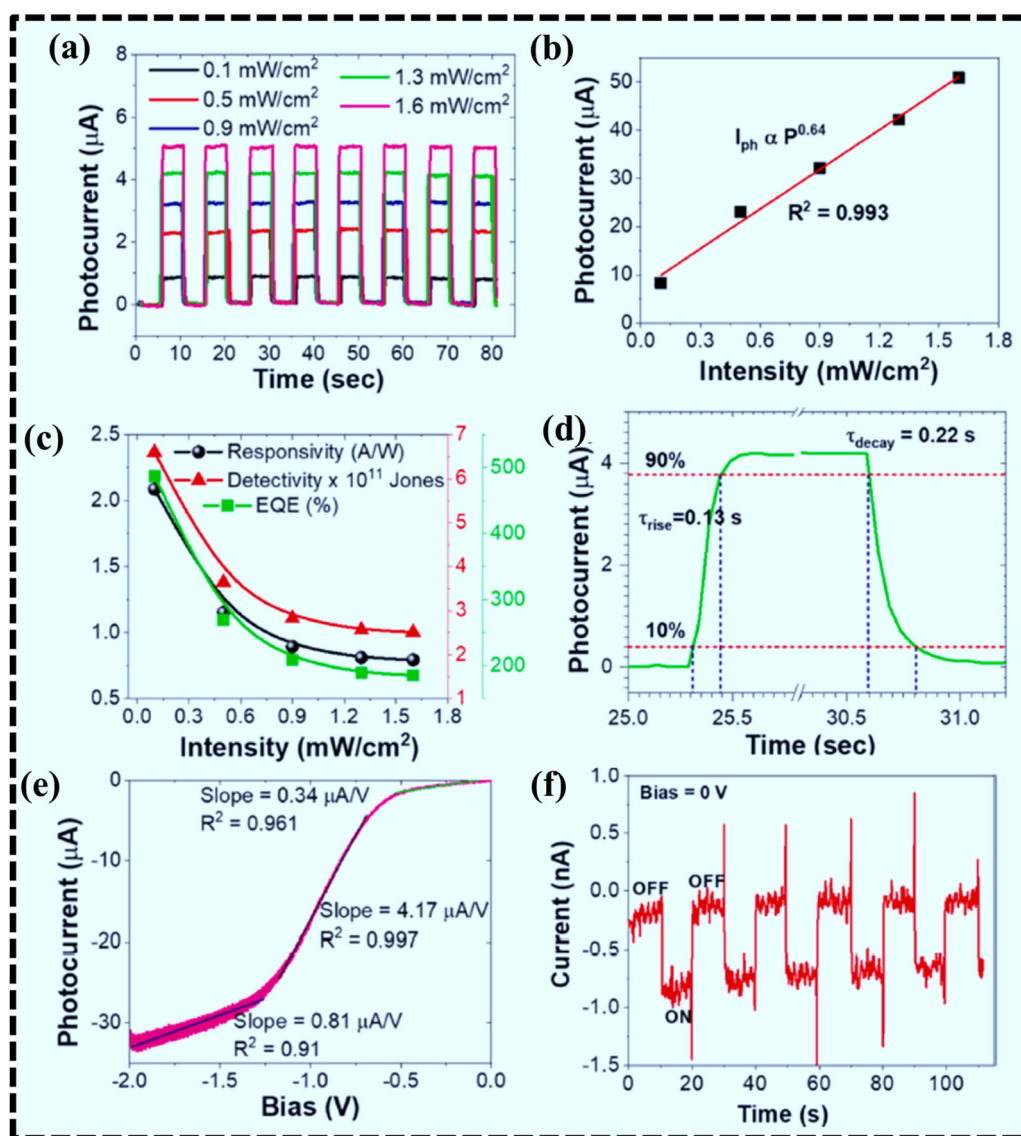 (a)
8
6
4
2
0
Photocurrent (µA)
0.1 mW/cm²
0.5 mW/cm²
0.9 mW/cm²
1.3 mW/cm²
1.6 mW/cm²
0 10 20 30 40 50 60 70 80
Time (sec)
(b)
50
40
30
20
10
0
Photocurrent (µA)
I_ph α P^0.64
R² = 0.993
0.0 0.3 0.6 0.9 1.2 1.5 1.8
Intensity (mW/cm²)
(c)
2.5
2.0
1.5
1.0
0.5
Responsivity (A/W)
Detectivity x 10¹¹ Jones
EQE (%)
7
6
5
4
3
2
1
500
400
300
200
0.0 0.3 0.6 0.9 1.2 1.5 1.8
Intensity (mW/cm²)
(d)
4
2
0
Photocurrent (µA)
τ_decay = 0.22 s
90%
τ_rise=0.13 s
10%
25.0 25.5 30.5 31.0
Time (sec)
(e)
0
-10
-20
-30
Photocurrent (µA)
Slope = 0.34 µA/V
R² = 0.961
Slope = 4.17 µA/V
R² = 0.997
Slope = 0.81 µA/V
R² = 0.91
-2.0 -1.5 -1.0 -0.5 0.0
Bias (V)
(f)
1.0
0.5
0.0
-0.5
-1.0
-1.5
Current (nA)
Bias = 0 V
OFF OFF
ON
0 20 40 60 80 100
Time (s)